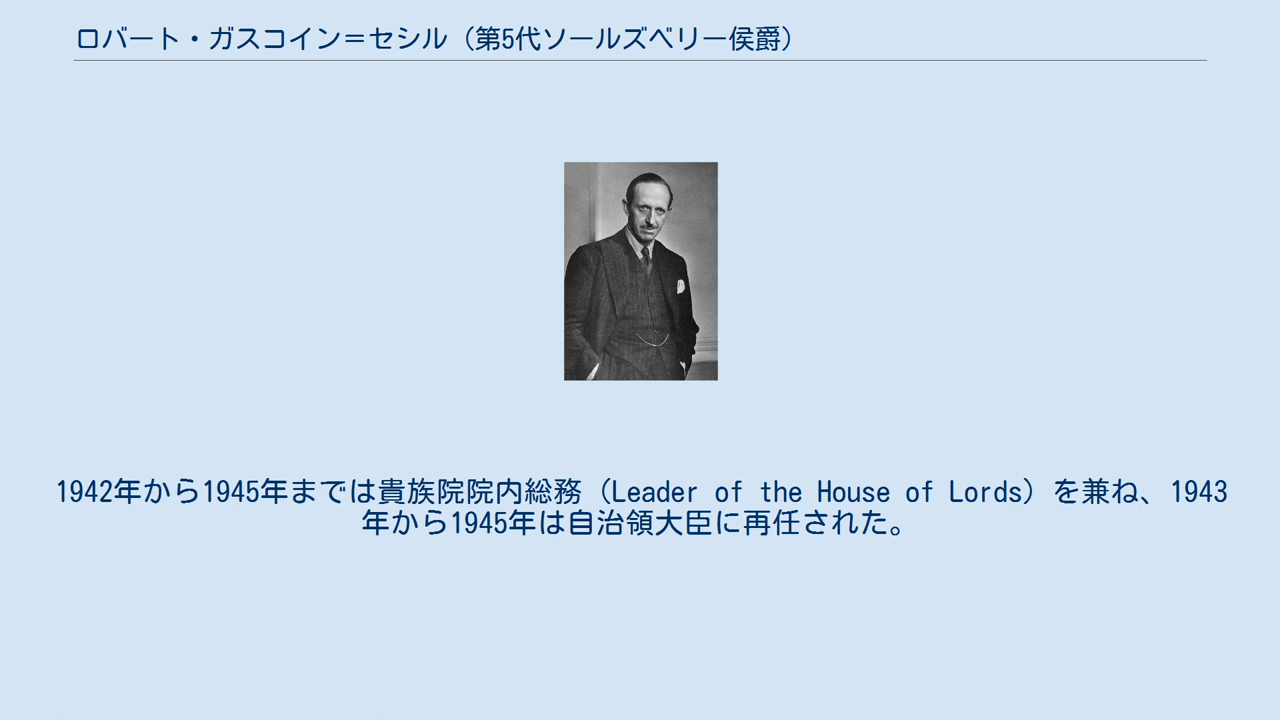 ロバート・ガスコイン＝セシル（第5代ソールズベリー侯爵）
1942年から1945年までは貴族院院内総務（Leader of the House of Lords）を兼ね、1943
年から1945年は自治領大臣に再任された。